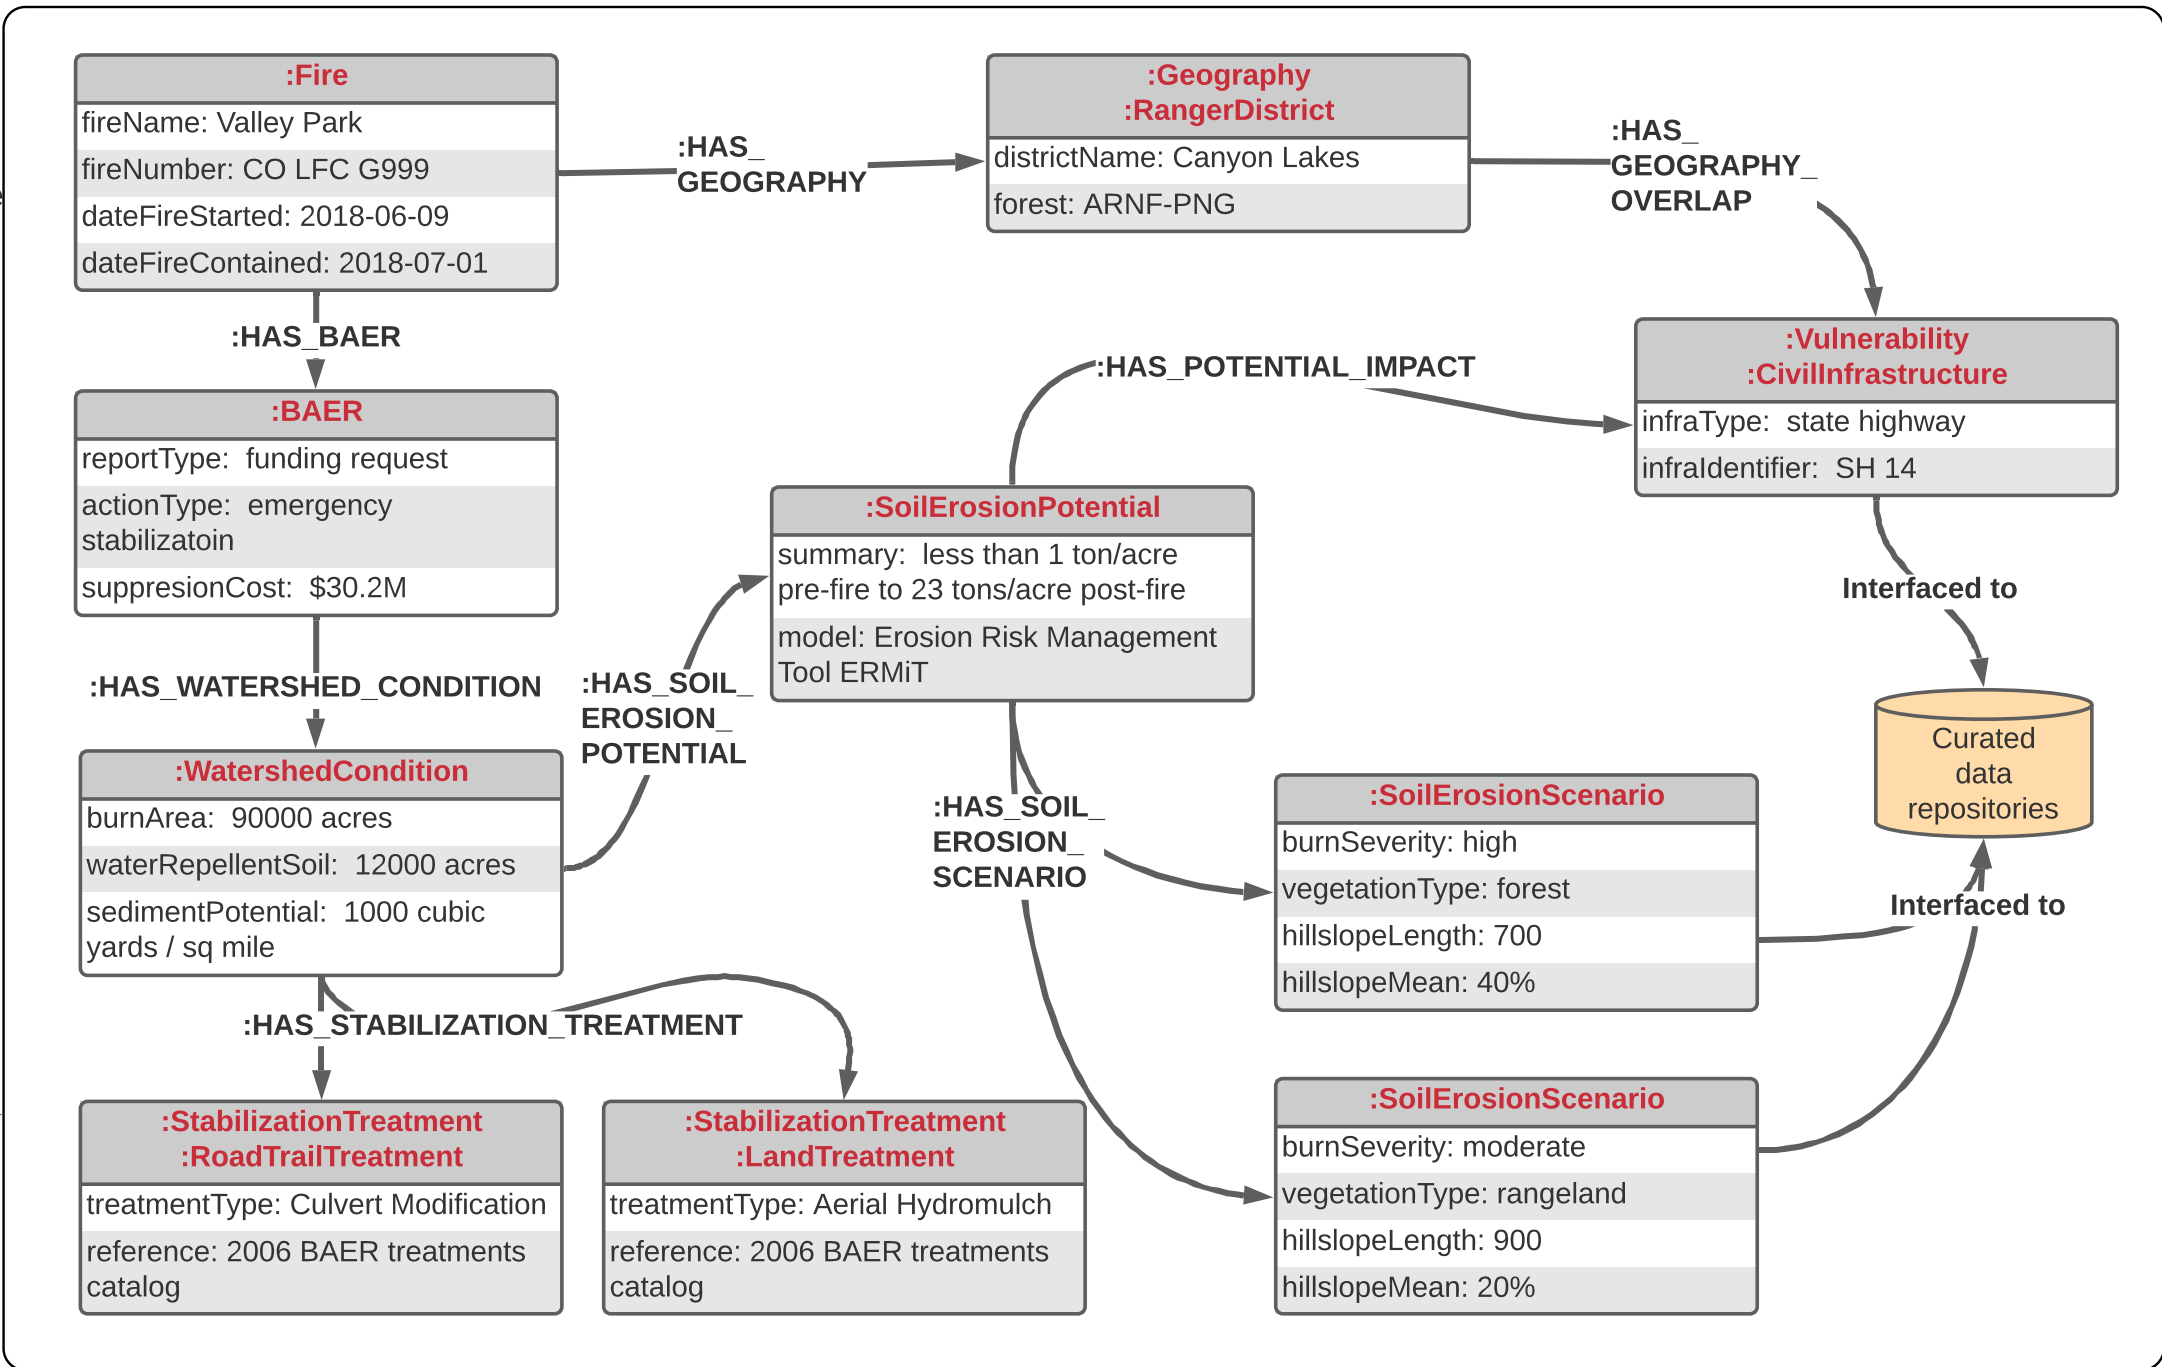 :Fire
fireName: Valley Park
fireNumber: CO LFC G999
dateFireStarted: 2018-06-09
dateFireContained: 2018-07-01
:HAS_
GEOGRAPHY
:Geography
:RangerDistrict
districtName: Canyon Lakes
forest: ARNF-PNG
:HAS_
GEOGRAPHY_
OVERLAP
:HAS_BAER
:BAER
reportType: funding request
actionType: emergency
stabilizatoin
suppresionCost: $30.2M
:HAS_POTENTIAL_IMPACT
:Vulnerability
:CivilInfrastructure
infraType: state highway
infraIdentifier: SH 14
:SoilErosionPotential
summary: less than 1 ton/acre
pre-fire to 23 tons/acre post-fire
model: Erosion Risk Management
Tool ERMiT
Interfaced to
:HAS_WATERSHED_CONDITION
:HAS_SOIL_
EROSION_
POTENTIAL
:WatershedCondition
burnArea: 90000 acres
waterRepellentSoil: 12000 acres
sedimentPotential: 1000 cubic
yards / sq mile
:HAS_SOIL_
EROSION_
SCENARIO
:SoilErosionScenario
burnSeverity: high
vegetationType: forest
hillslopeLength: 700
hillslopeMean: 40%
Curated
data
repositories
Interfaced to
:HAS_STABILIZATION_TREATMENT
:StabilizationTreatment
:RoadTrailTreatment
treatmentType: Culvert Modification
reference: 2006 BAER treatments
catalog
:StabilizationTreatment
:LandTreatment
treatmentType: Aerial Hydromulch
reference: 2006 BAER treatments
catalog
:SoilErosionScenario
burnSeverity: moderate
vegetationType: rangeland
hillslopeLength: 900
hillslopeMean: 20%